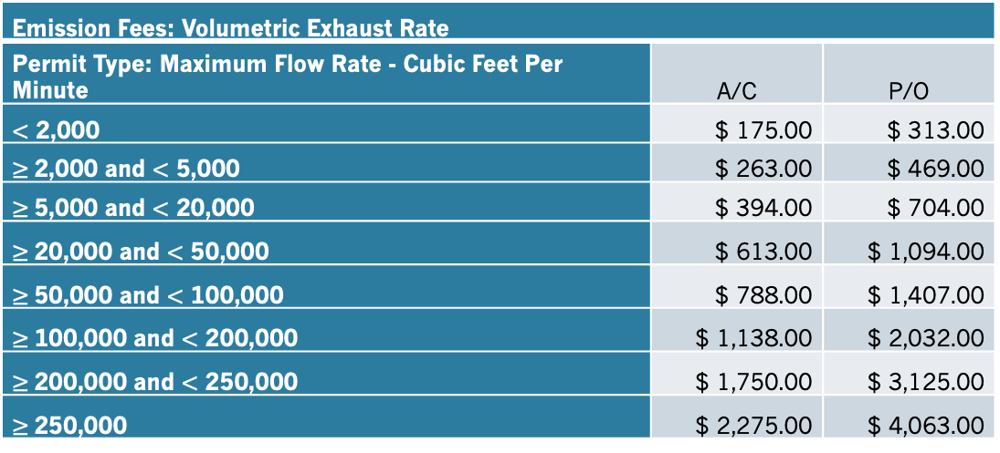 Emission Fees: Volumetric Exhaust Rate
Permit Type: Maximum Flow Rate - Cubic Feet Per
Minute A/C P/O
< 2,000 $ 175.00 $ 313.00
≥ 2,000 and < 5,000 $ 263.00 $ 469.00
≥ 5,000 and < 20,000 $ 394.00 $ 704.00
≥ 20,000 and < 50,000 $ 613.00 $ 1,094.00
≥ 50,000 and < 100,000 $ 788.00 $ 1,407.00
≥ 100,000 and < 200,000 $ 1,138.00 $ 2,032.00
≥ 200,000 and < 250,000 $ 1,750.00 $ 3,125.00
≥ 250,000 $ 2,275.00 $ 4,063.00